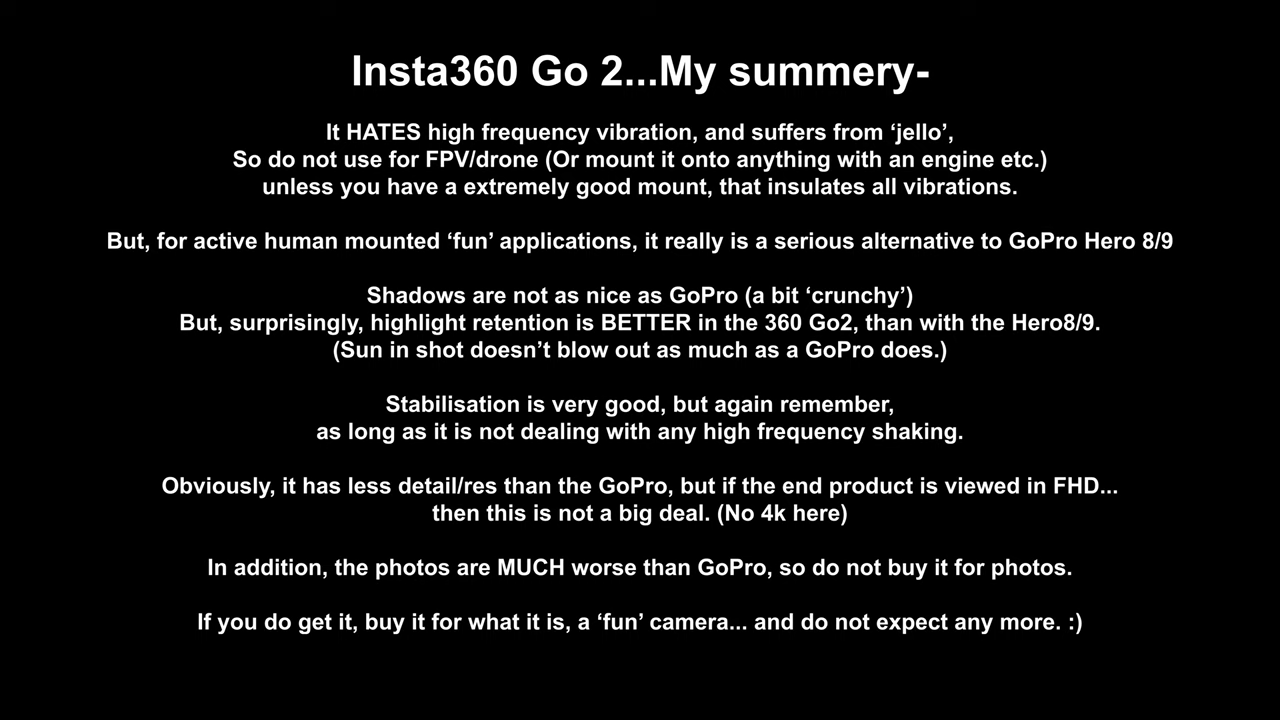 Insta360 Go 2...My summery-
It HATES high frequency vibration, and suffers from ‘jello’,
So do not use for FPV/drone (Or mount it onto anything with an engine etc.)
unless you have a extremely good mount, that insulates all vibrations.
But, for active human mounted ‘fun’ applications, it really is a serious alternative to GoPro Hero 8/9
Shadows are not as nice as GoPro (a bit ‘crunchy’)
But, surprisingly, highlight retention is BETTER in the 360 Go2, than with the Hero8/9.
(Sun in shot doesn’t blow out as much as a GoPro does.)
Stabilisation is very good, but again remember,
as long as it is not dealing with any high frequency shaking.
Obviously, it has less detail/res than the GoPro, but if the end product is viewed in FHD...
then this is not a big deal. (No 4k here)
In addition, the photos are MUCH worse than GoPro, so do not buy it for photos.
If you do get it, buy it for what it is, a ‘fun’ camera... and do not expect any more. :)